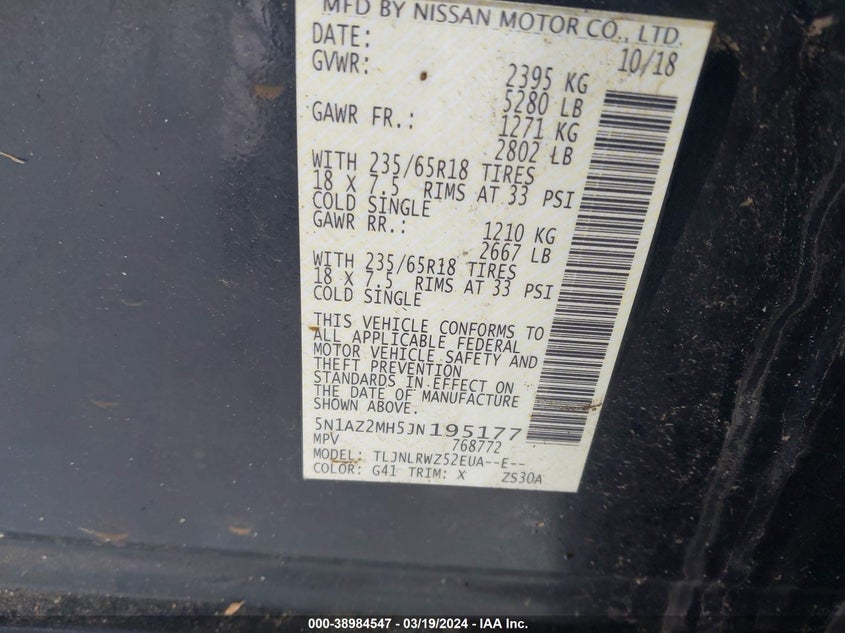 MFD BY NISSAN MOTOR CO., LTD.
DATE: 10/18
GVWR: 2395 KG
5280 LB
GAWR FR.: 1271 KG
2802 LB
WITH 235/65R18 TIRES
18 X 7.5 RIMS AT 33 PSI
COLD SINGLE
GAWR RR.: 1210 KG
2667 LB
WITH 235/65R18 TIRES
18 X 7.5 RIMS AT 33 PSI
COLD SINGLE
THIS VEHICLE CONFORMS TO
ALL APPLICABLE FEDERAL
MOTOR VEHICLE SAFETY AND
THEFT PREVENTION
STANDARDS IN EFFECT ON
THE DATE OF MANUFACTURE
SHOWN ABOVE.
5N1AZ2MH5JN195177
MPV 768772
MODEL: TLJNLRWZ52EUA--E--
COLOR: G41 TRIM: X ZS30A
000-38984547 - 03/19/2024 - IAA Inc.